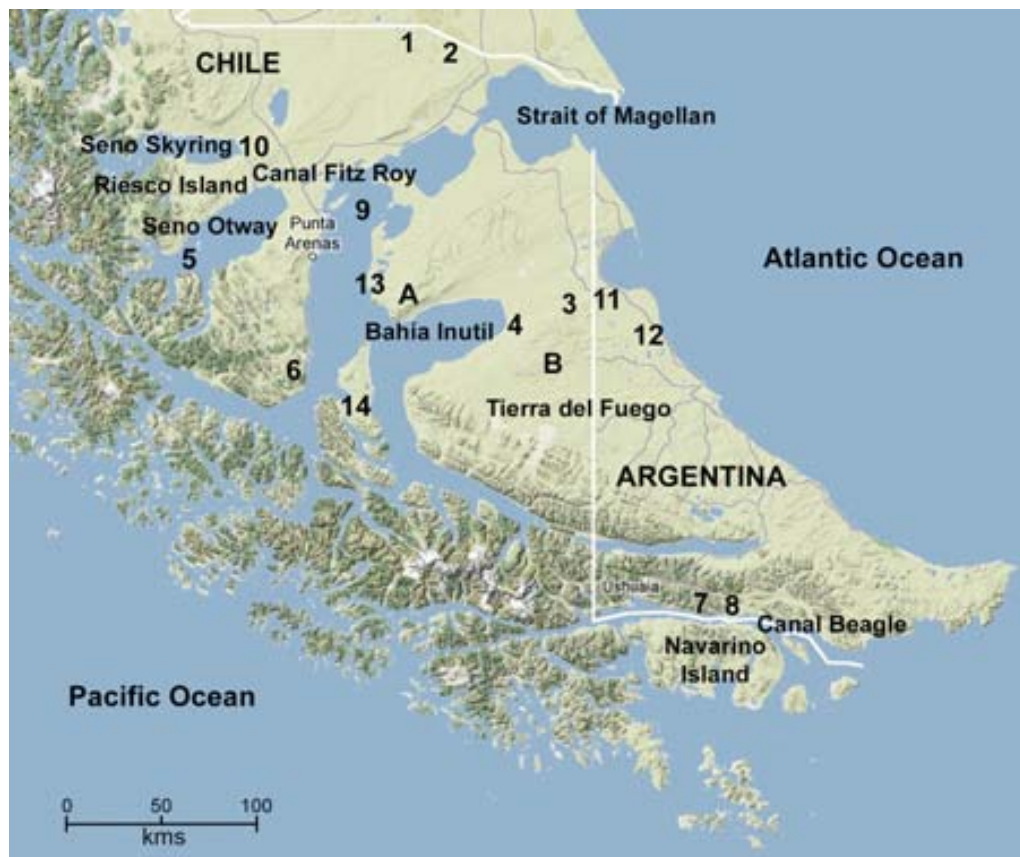 1
2
CHILE
Strait of Magellan
Seno Skyring 10
Canal Fitz Roy
Riesco Island
9
Seno Otway
Punta
Arenas
5
Atlantic Ocean
13
A
3
11
Bahía Inutil
4
12
6
B
14
Tierra del Fuego
ARGENTINA
Ushuaia
7
8
Canal Beagle
Navarino
Island
Pacific Ocean
0 50 100
kms